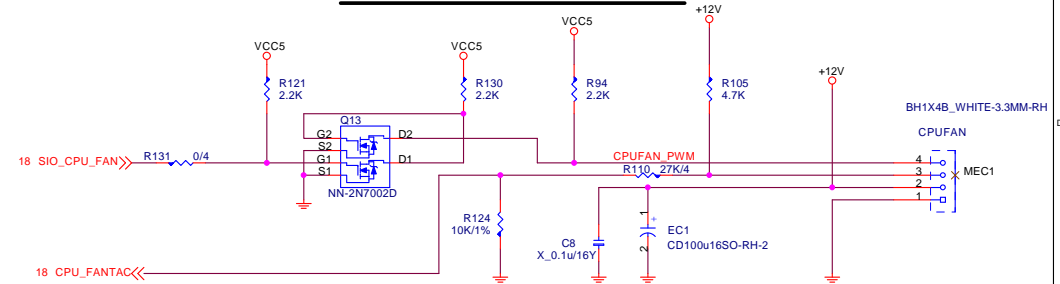 +12V
VCC5
VCC5
VCC5
+12V
R121
2.2K
R130
2.2K
R94
2.2K
R105
4.7K
BH1X4B_WHITE-3.3MM-RH
CPUFAN
Q13
G2
D2
S2
G1
D1
S1
NN-2N7002D
18 SIO_CPU_FAN
R131
0/4
CPUFAN_PWM
R110
27K/4
4
3
2
1
MEC1
R124
10K/1%
C8
X_0.1u/16Y
1
+
2
EC1
CD100u16SO-RH-2
18 CPU_FANTAC